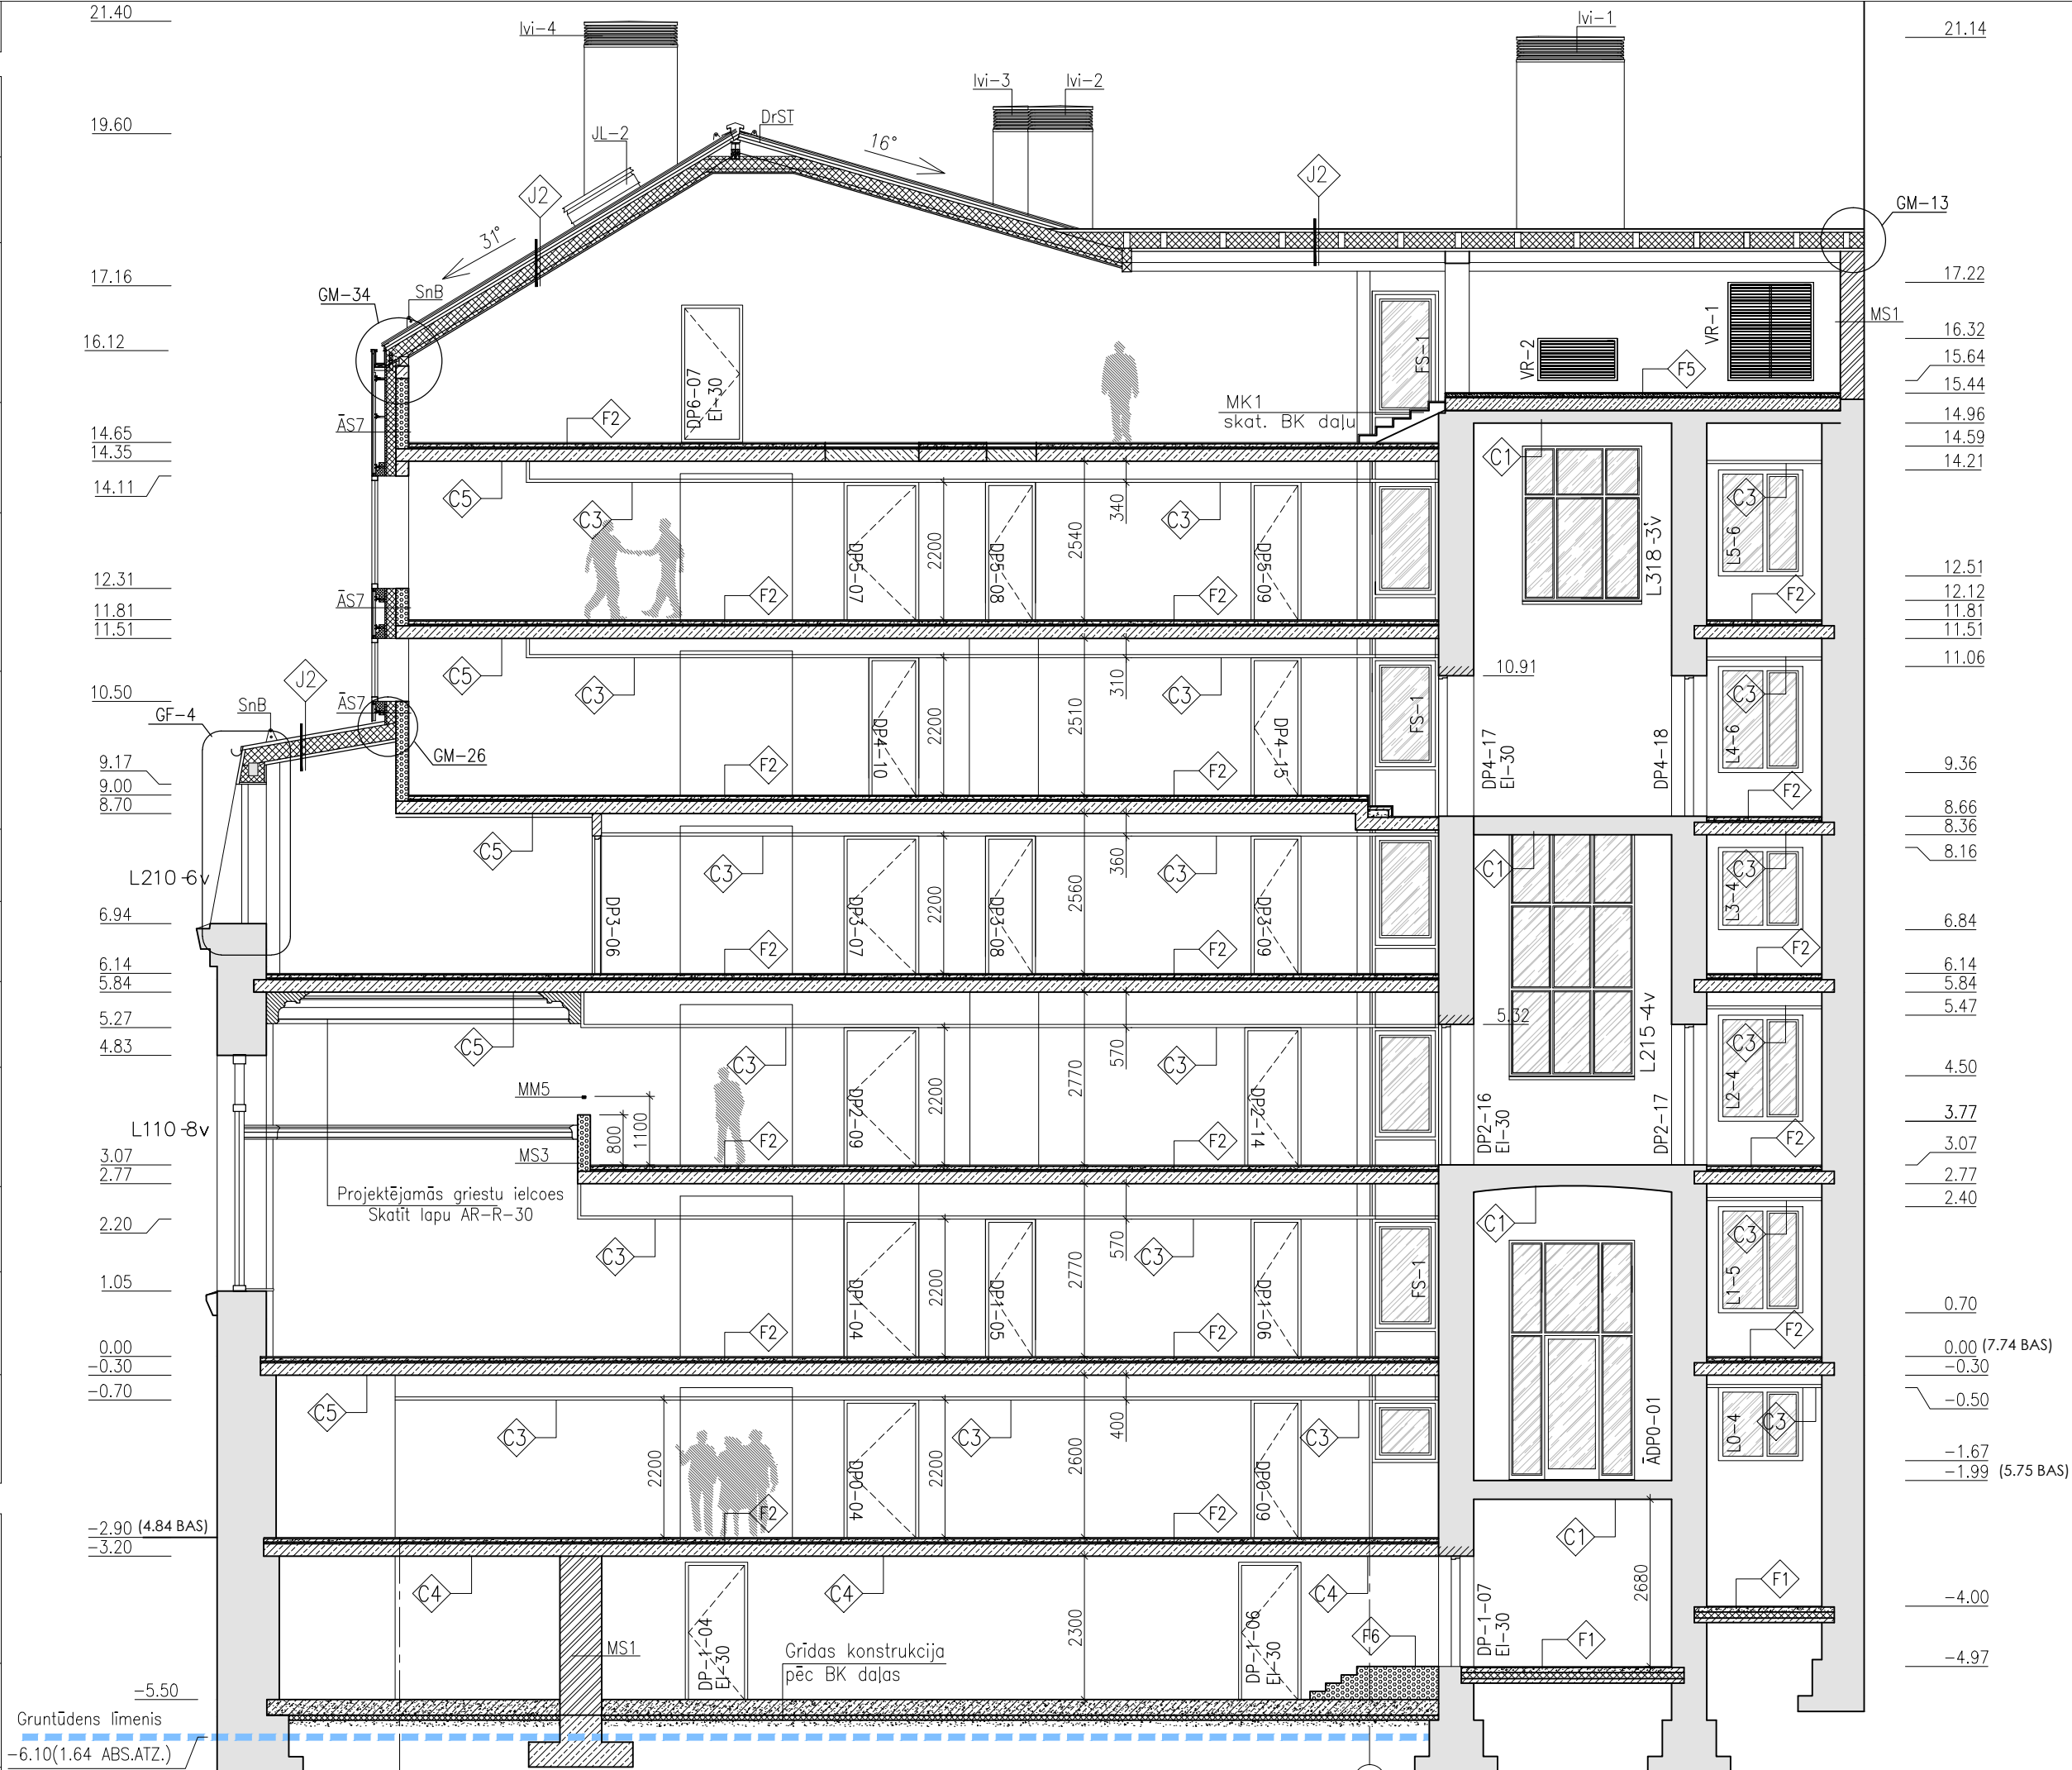 21.40
Ivi-4
Ivi-1
21.14
Ivi-3
Ivi-2
19.60
DrST
JL-2
16°
J2
J2
GM-13
31°
17.16
GM-34
SnB
17.22
MS1
VR-1
16.32
16.12
VR-2
15.64
FS-1
F5
DP6-07
EI-30
15.44
MK1
skat. BK daļu
F2
ĀS7
14.96
14.65
14.59
14.35
C1
14.21
14.11
C5
C3
C3
C3
340
2540
2200
DP5-07
DP5-08
DP5-09
L318-3v
L5-6
12.31
12.51
ĀS7
F2
F2
F2
12.12
11.81
11.81
11.51
11.51
11.06
C5
C3
C3
C3
10.91
310
2510
2200
J2
10.50
SnB
ĀS7
GF-4
GM-26
DP4-10
DP4-15
FS-1
DP4-17
EI-30
DP4-18
L4-6
9.17
9.36
F2
F2
F2
9.00
8.70
8.66
8.36
8.16
C5
C3
C3
C1
C3
360
2560
2200
L210-6v
DP3-06
DP3-07
DP3-08
DP3-09
L3-4
6.94
6.84
F2
F2
F2
6.14
6.14
5.84
5.84
5.47
5.27
5.32
4.83
C5
C3
C3
C3
570
2770
2200
L215-4v
4.50
MM5
800
1100
L110-8v
DP2-09
DP2-14
DP2-16
EI-30
DP2-17
L2-4
3.77
F2
F2
F2
MS3
3.07
3.07
2.77
2.77
2.40
Projektējamās griestu ielcoes
Skatīt lapu AR-R-30
2.20
C3
C3
C1
C3
570
2770
2200
DP1-04
DP1-05
DP1-06
FS-1
L1-5
1.05
0.70
F2
F2
F2
0.00
0.00 (7.74 BAS)
-0.30
-0.30
-0.70
-0.50
C5
C3
C3
C3
C3
400
2600
2200
2200
DP0-04
DP0-09
ĀDP0-01
L0-4
-1.67
-1.99 (5.75 BAS)
F2
F2
-2.90 (4.84 BAS)
-3.20
C1
C4
C4
C4
F1
2680
2300
-4.00
DP-1-04
EI-30
DP-1-06
EI-30
DP-1-07
EI-30
MS1
Grīdas konstrukcija
pēc BK daļas
F6
F1
-4.97
-5.50
Gruntūdens līmenis
-6.10(1.64 ABS.ATZ.)